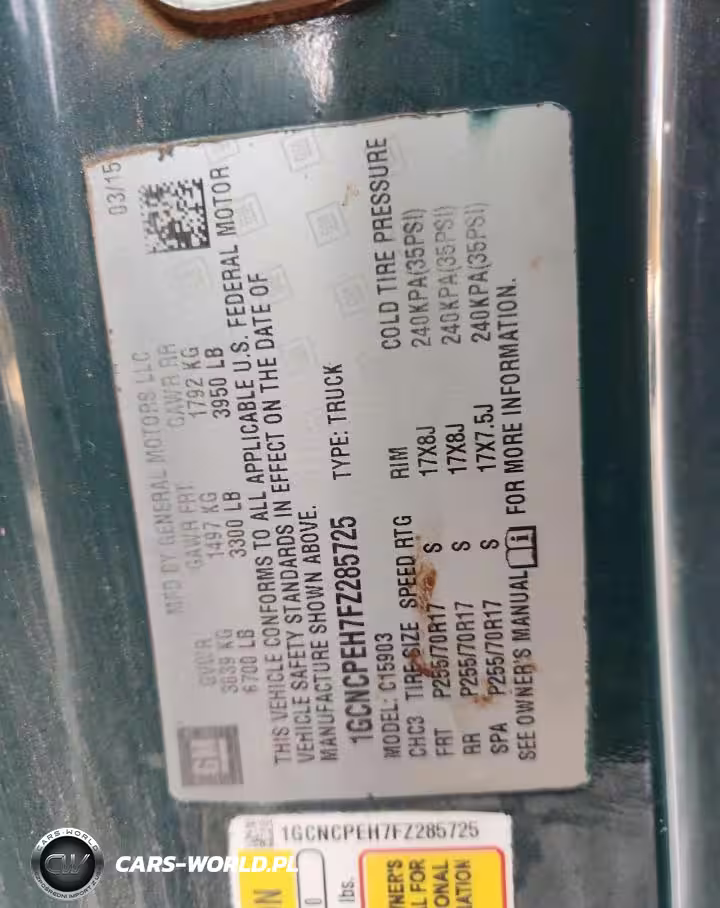 GM
MFD BY GENERAL MOTORS LLC 03/15
GVWR GAWR FRT GAWR RR
3039 KG 1497 KG 1792 KG
6700 LB 3300 LB 3950 LB
THIS VEHICLE CONFORMS TO ALL APPLICABLE U.S. FEDERAL MOTOR
VEHICLE SAFETY STANDARDS IN EFFECT ON THE DATE OF
MANUFACTURE SHOWN ABOVE.
1GCNCPEH7FZ285725 TYPE: TRUCK
MODEL: C15903
CHC3 TIRE SIZE SPEED RTG RIM COLD TIRE PRESSURE
FRT P255/70R17 S 17X8J 240KPA(35PSI)
RR P255/70R17 S 17X8J 240KPA(35PSI)
SPA P255/70R17 S 17X7.5J 240KPA(35PSI)
SEE OWNER'S MANUAL FOR MORE INFORMATION.
1GCNCPEH7FZ285725
lbs.
CARS-WORLD
CW
CARS-WORLD.PL